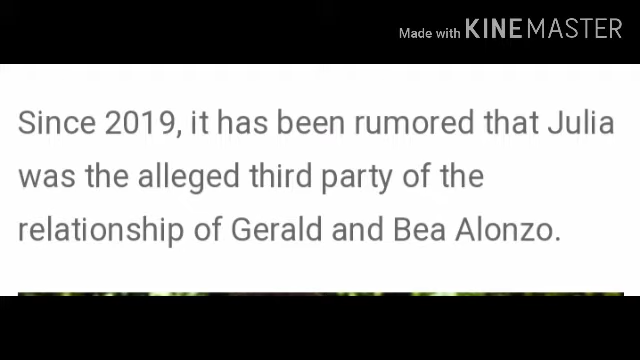 Made with KINEMASTER
Since 2019, it has been rumored that Julia
was the alleged third party of the
relationship of Gerald and Bea Alonzo.